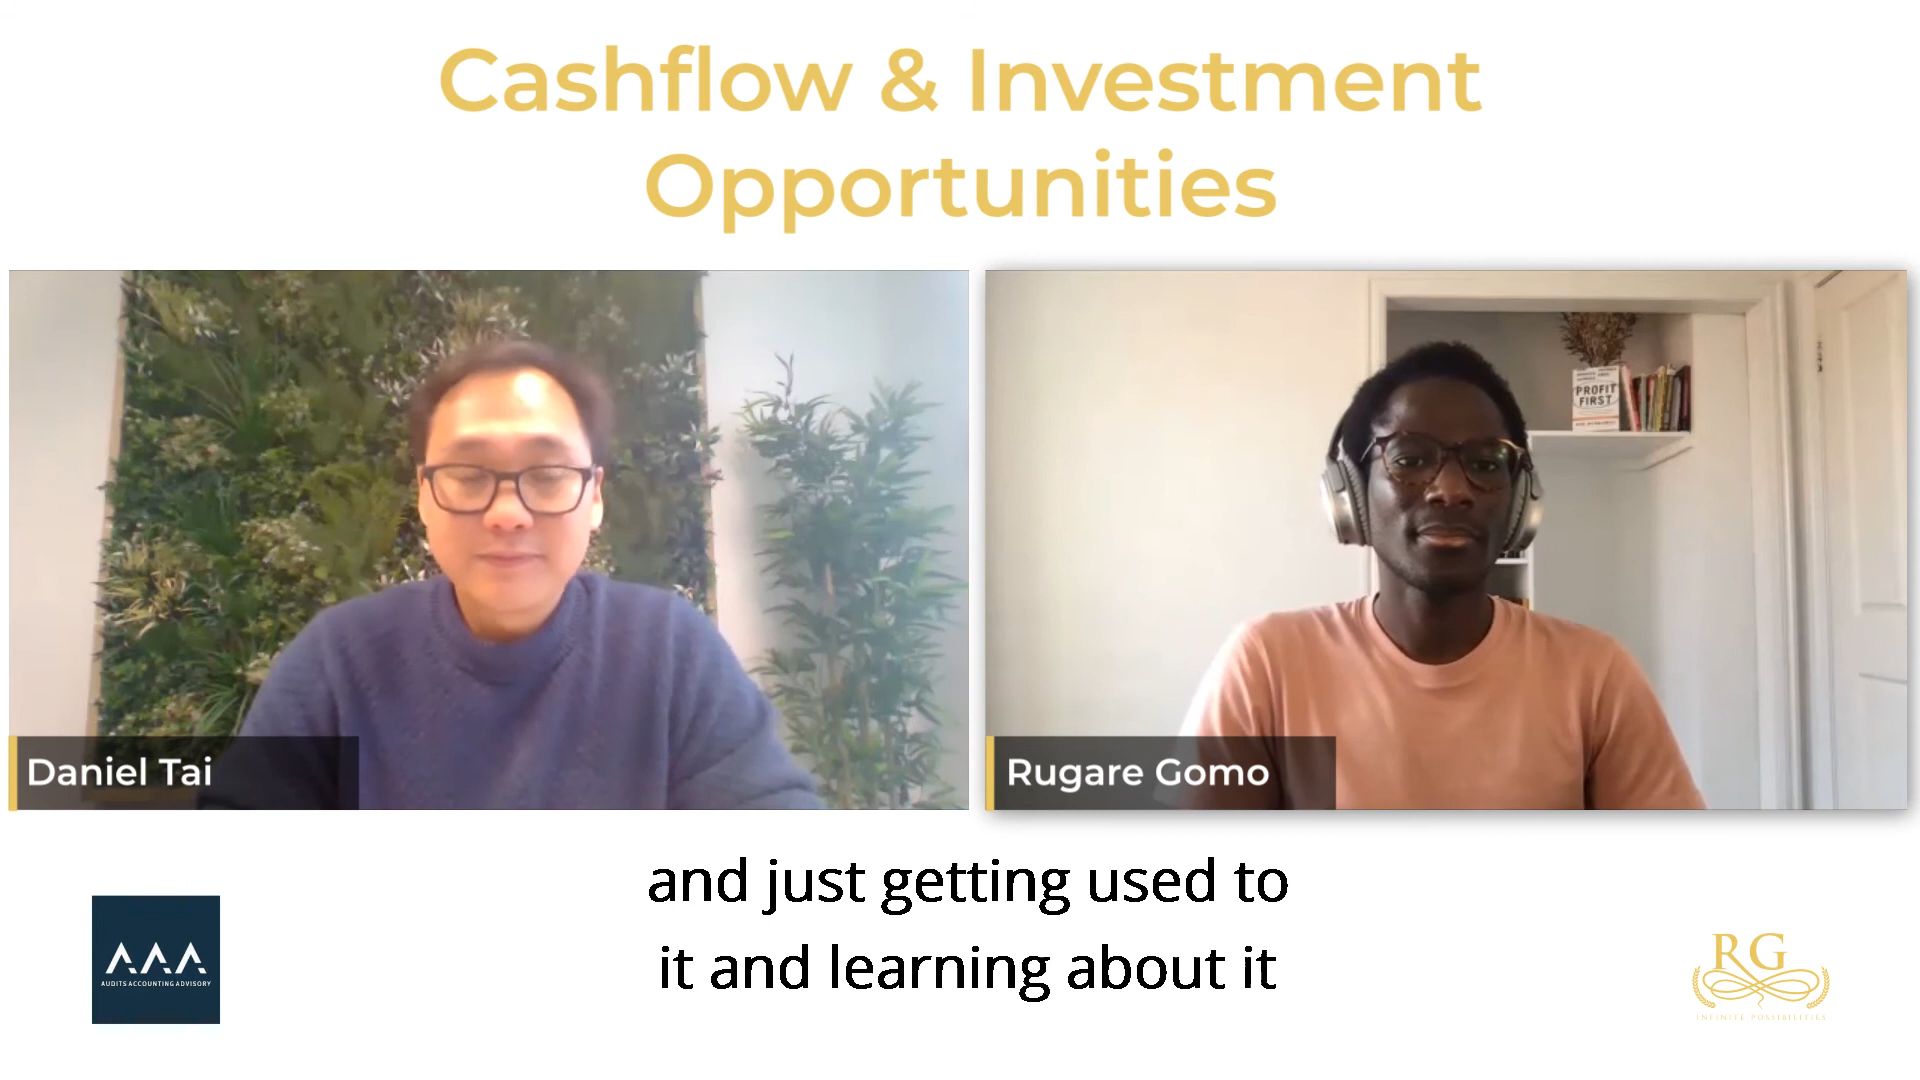 Cashflow & Investment
Opportunities
PROFIT
FIRST
Daniel Tai
Rugare Gomo
and just getting used to
it and learning about it
AAA
AUDITS ACCOUNTING ADVISORY
RG
INFINITE POSSIBILITIES